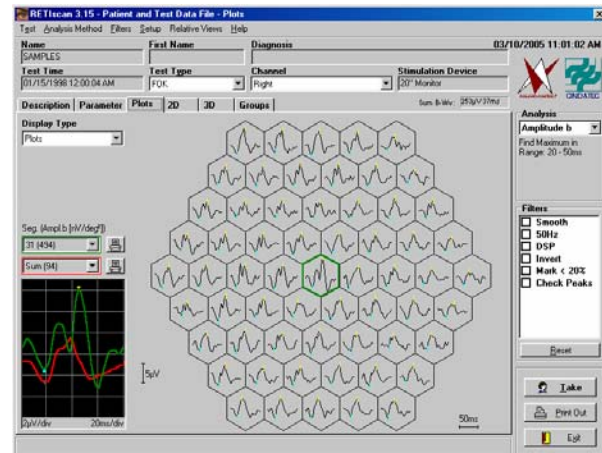 RETIscan 3.15 - Patient and Test Data File - Plots
Test Analysis Method Filters Setup Relative Views Help
Name First Name Diagnosis 03/10/2005 11:01:02 AM
SAMPLES
Test Time Test Type Channel Stimulation Device
01/15/1998 12:00:04 AM FOK Right 20" Monitor
Description Parameter Plots 2D 3D Groups Sum: B-Wv: 353µV 37ms
Display Type
Plots
Seg. (Ampl.b [nV/deg²])
31 (494)
Sum (94)
2µV/div 20ms/div
5µV
50ms
Analysis
Amplitude b
Find Maximum in
Range: 20 - 50ms
Filters
Smooth
50Hz
DSP
Invert
Mark < 20%
Check Peaks
Reset
Take
Print Out
Exit